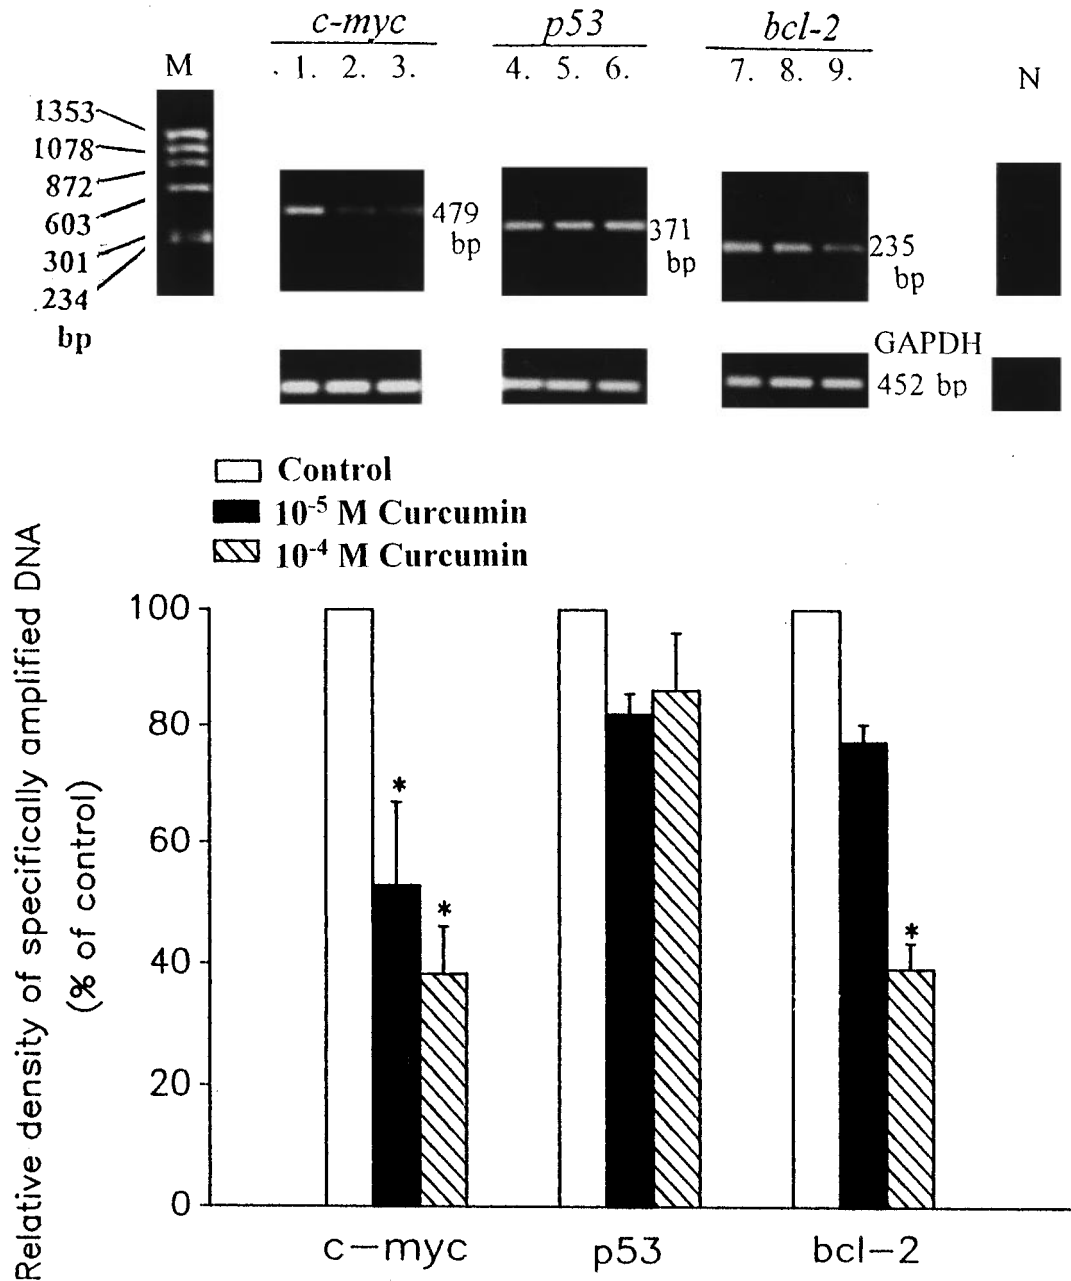 c-myc p53 bcl-2
M 1. 2. 3. 4. 5. 6. 7. 8. 9. N
1353
1078
872
603
301
234
bp
479
bp
371
bp
235
bp
GAPDH
452 bp
Control
10⁻⁵ M Curcumin
10⁻⁴ M Curcumin
Relative density of specifically amplified DNA
(% of control)
100
80
60
40
20
0
*
*
*
c-myc p53 bcl-2